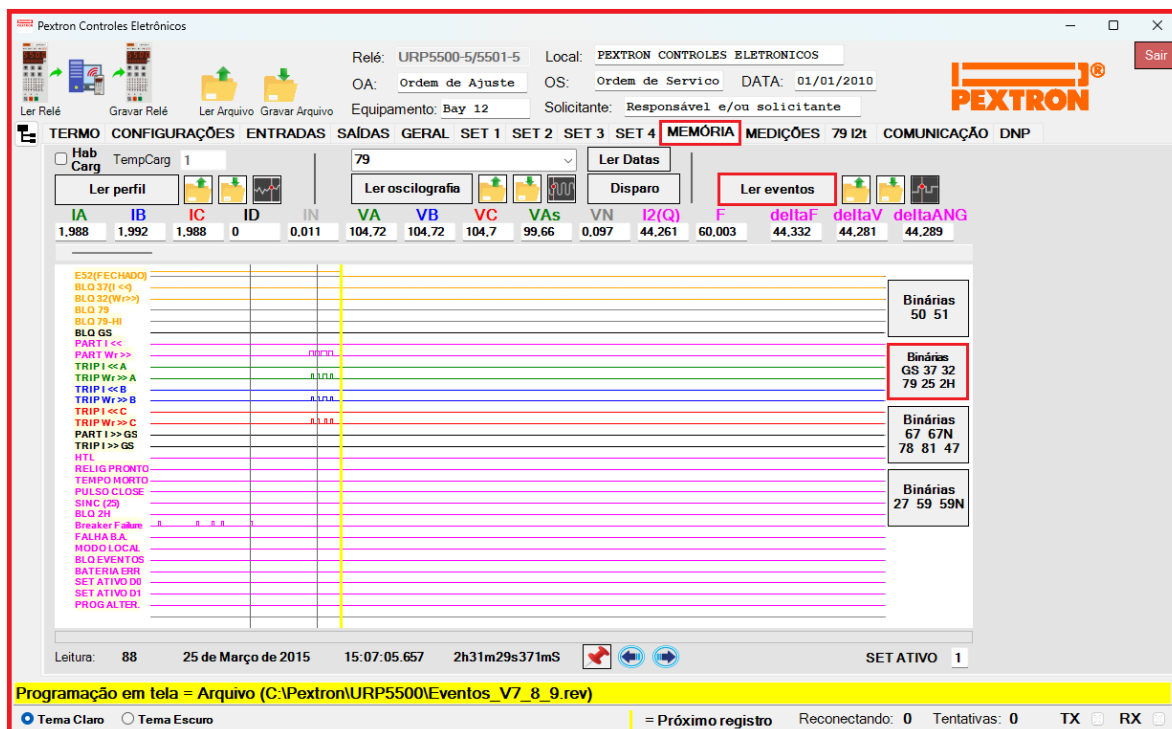 Pextron Controles Eletrônicos
Relé: URP5500-5/5501-5 Local: PEXTRON CONTROLES ELETRONICOS Sair
OA: Ordem de Ajuste OS: Ordem de Servico DATA: 01/01/2010
Ler Relé Gravar Relé Ler Arquivo Gravar Arquivo Equipamento: Bay 12 Solicitante: Responsável e/ou solicitante PEXTRON ®
TERMO CONFIGURAÇÕES ENTRADAS SAÍDAS GERAL SET 1 SET 2 SET 3 SET 4 MEMÓRIA MEDIÇÕES 79 I2t COMUNICAÇÃO DNP
Hab Carg TempCarg 1 79 Ler Datas
Ler perfil Ler oscilografia Disparo Ler eventos
IA IB IC ID IN VA VB VC VAs VN I2(Q) F deltaF deltaV deltaANG
1,988 1,992 1,988 0 0,011 104,72 104,72 104,7 99,66 0,097 44,261 60,003 44,332 44,281 44,289
E52(FECHADO)
BLQ 37(I <<)
BLQ 32(Wr>>)
BLQ 79
BLQ 79-HI
BLQ GS
PART I <<
PART Wr >>
TRIP I << A
TRIP Wr >> A
TRIP I << B
TRIP Wr >> B
TRIP I << C
TRIP Wr >> C
PART I >> GS
TRIP I >> GS
HTL
RELIG PRONTO
TEMPO MORTO
PULSO CLOSE
SINC (25)
BLQ 2H
Breaker Failure
FALHA B.A.
MODO LOCAL
BLQ EVENTOS
BATERIA ERR
SET ATIVO D0
SET ATIVO D1
PROG ALTER.
Binárias
50 51
Binárias
GS 37 32
79 25 2H
Binárias
67 67N
78 81 47
Binárias
27 59 59N
Leitura: 88 25 de Março de 2015 15:07:05.657 2h31m29s371mS SET ATIVO 1
Programação em tela = Arquivo (C:\Pextron\URP5500\Eventos_V7_8_9.rev)
Tema Claro Tema Escuro = Próximo registro Reconectando: 0 Tentativas: 0 TX RX